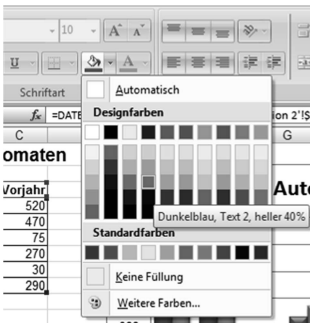 10 A A
U A
Schriftart
Automatisch
fx =DATE
Designfarben
ion 2'!$
C
G
omaten
Auto
Vorjahr
520
470
75
270
30
290
Dunkelblau, Text 2, heller 40%
Standardfarben
Keine Füllung
Weitere Farben...